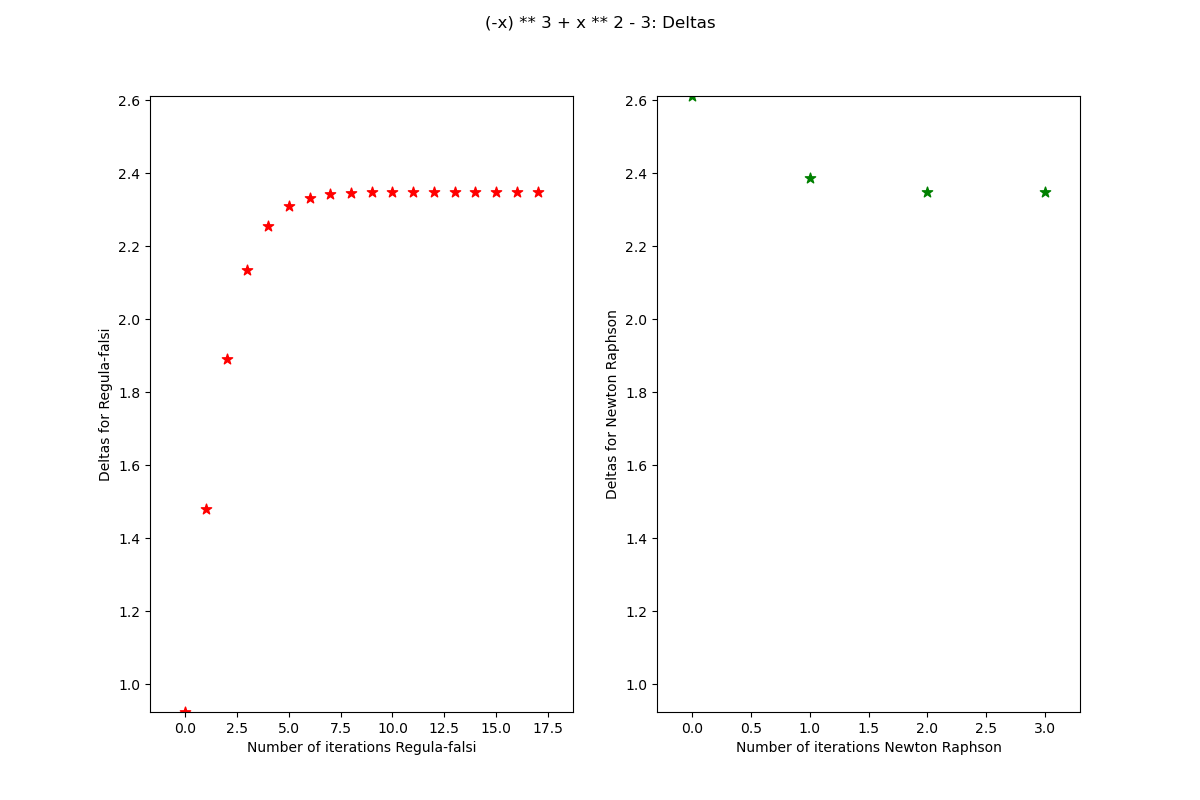 (-x) ** 3 + x ** 2 - 3: Deltas
2.6
2.4
2.2
2.0
1.8
1.6
1.4
1.2
1.0
Deltas for Regula-falsi
0.0 2.5 5.0 7.5 10.0 12.5 15.0 17.5
Number of iterations Regula-falsi
2.6
2.4
2.2
2.0
1.8
1.6
1.4
1.2
1.0
Deltas for Newton Raphson
0.0 0.5 1.0 1.5 2.0 2.5 3.0
Number of iterations Newton Raphson